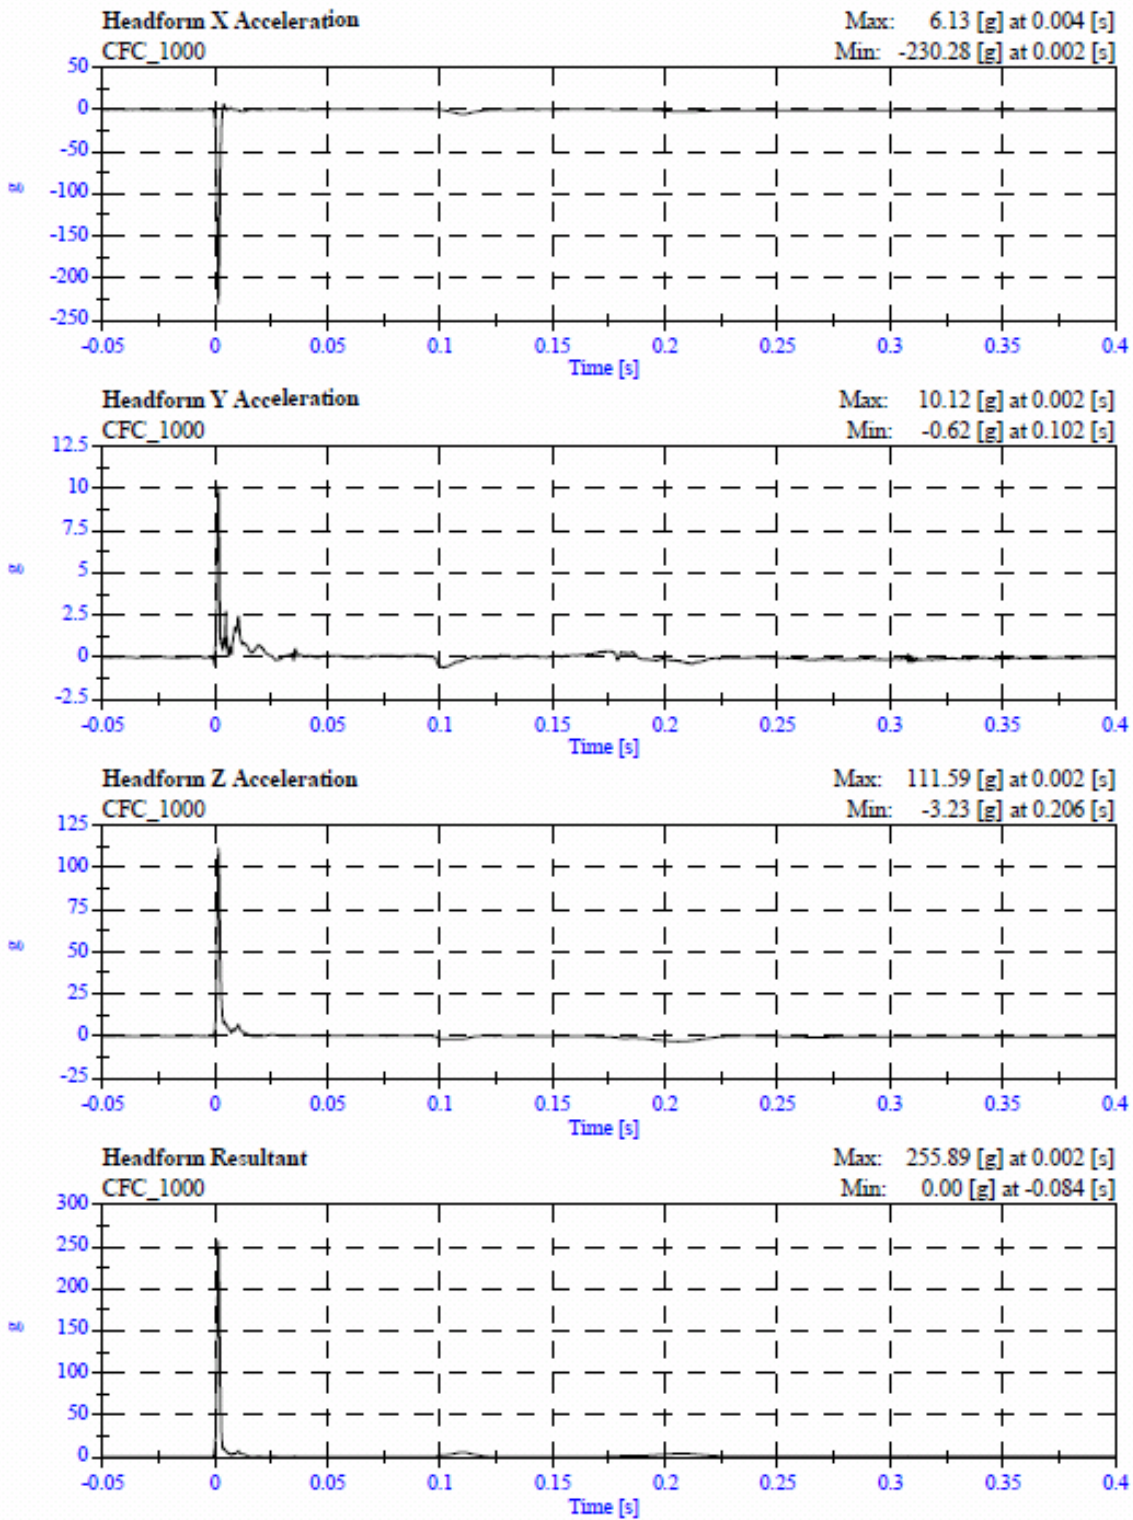 Headform X Acceleration
Max: 6.13 [g] at 0.004 [s]
CFC_1000
Min: -230.28 [g] at 0.002 [s]
50
0
-50
-100
-150
-200
-250
g
-0.05 0 0.05 0.1 0.15 0.2 0.25 0.3 0.35 0.4
Time [s]
Headform Y Acceleration
Max: 10.12 [g] at 0.002 [s]
CFC_1000
Min: -0.62 [g] at 0.102 [s]
12.5
10
7.5
5
2.5
0
-2.5
g
-0.05 0 0.05 0.1 0.15 0.2 0.25 0.3 0.35 0.4
Time [s]
Headform Z Acceleration
Max: 111.59 [g] at 0.002 [s]
CFC_1000
Min: -3.23 [g] at 0.206 [s]
125
100
75
50
25
0
-25
g
-0.05 0 0.05 0.1 0.15 0.2 0.25 0.3 0.35 0.4
Time [s]
Headform Resultant
Max: 255.89 [g] at 0.002 [s]
CFC_1000
Min: 0.00 [g] at -0.084 [s]
300
250
200
150
100
50
0
g
-0.05 0 0.05 0.1 0.15 0.2 0.25 0.3 0.35 0.4
Time [s]